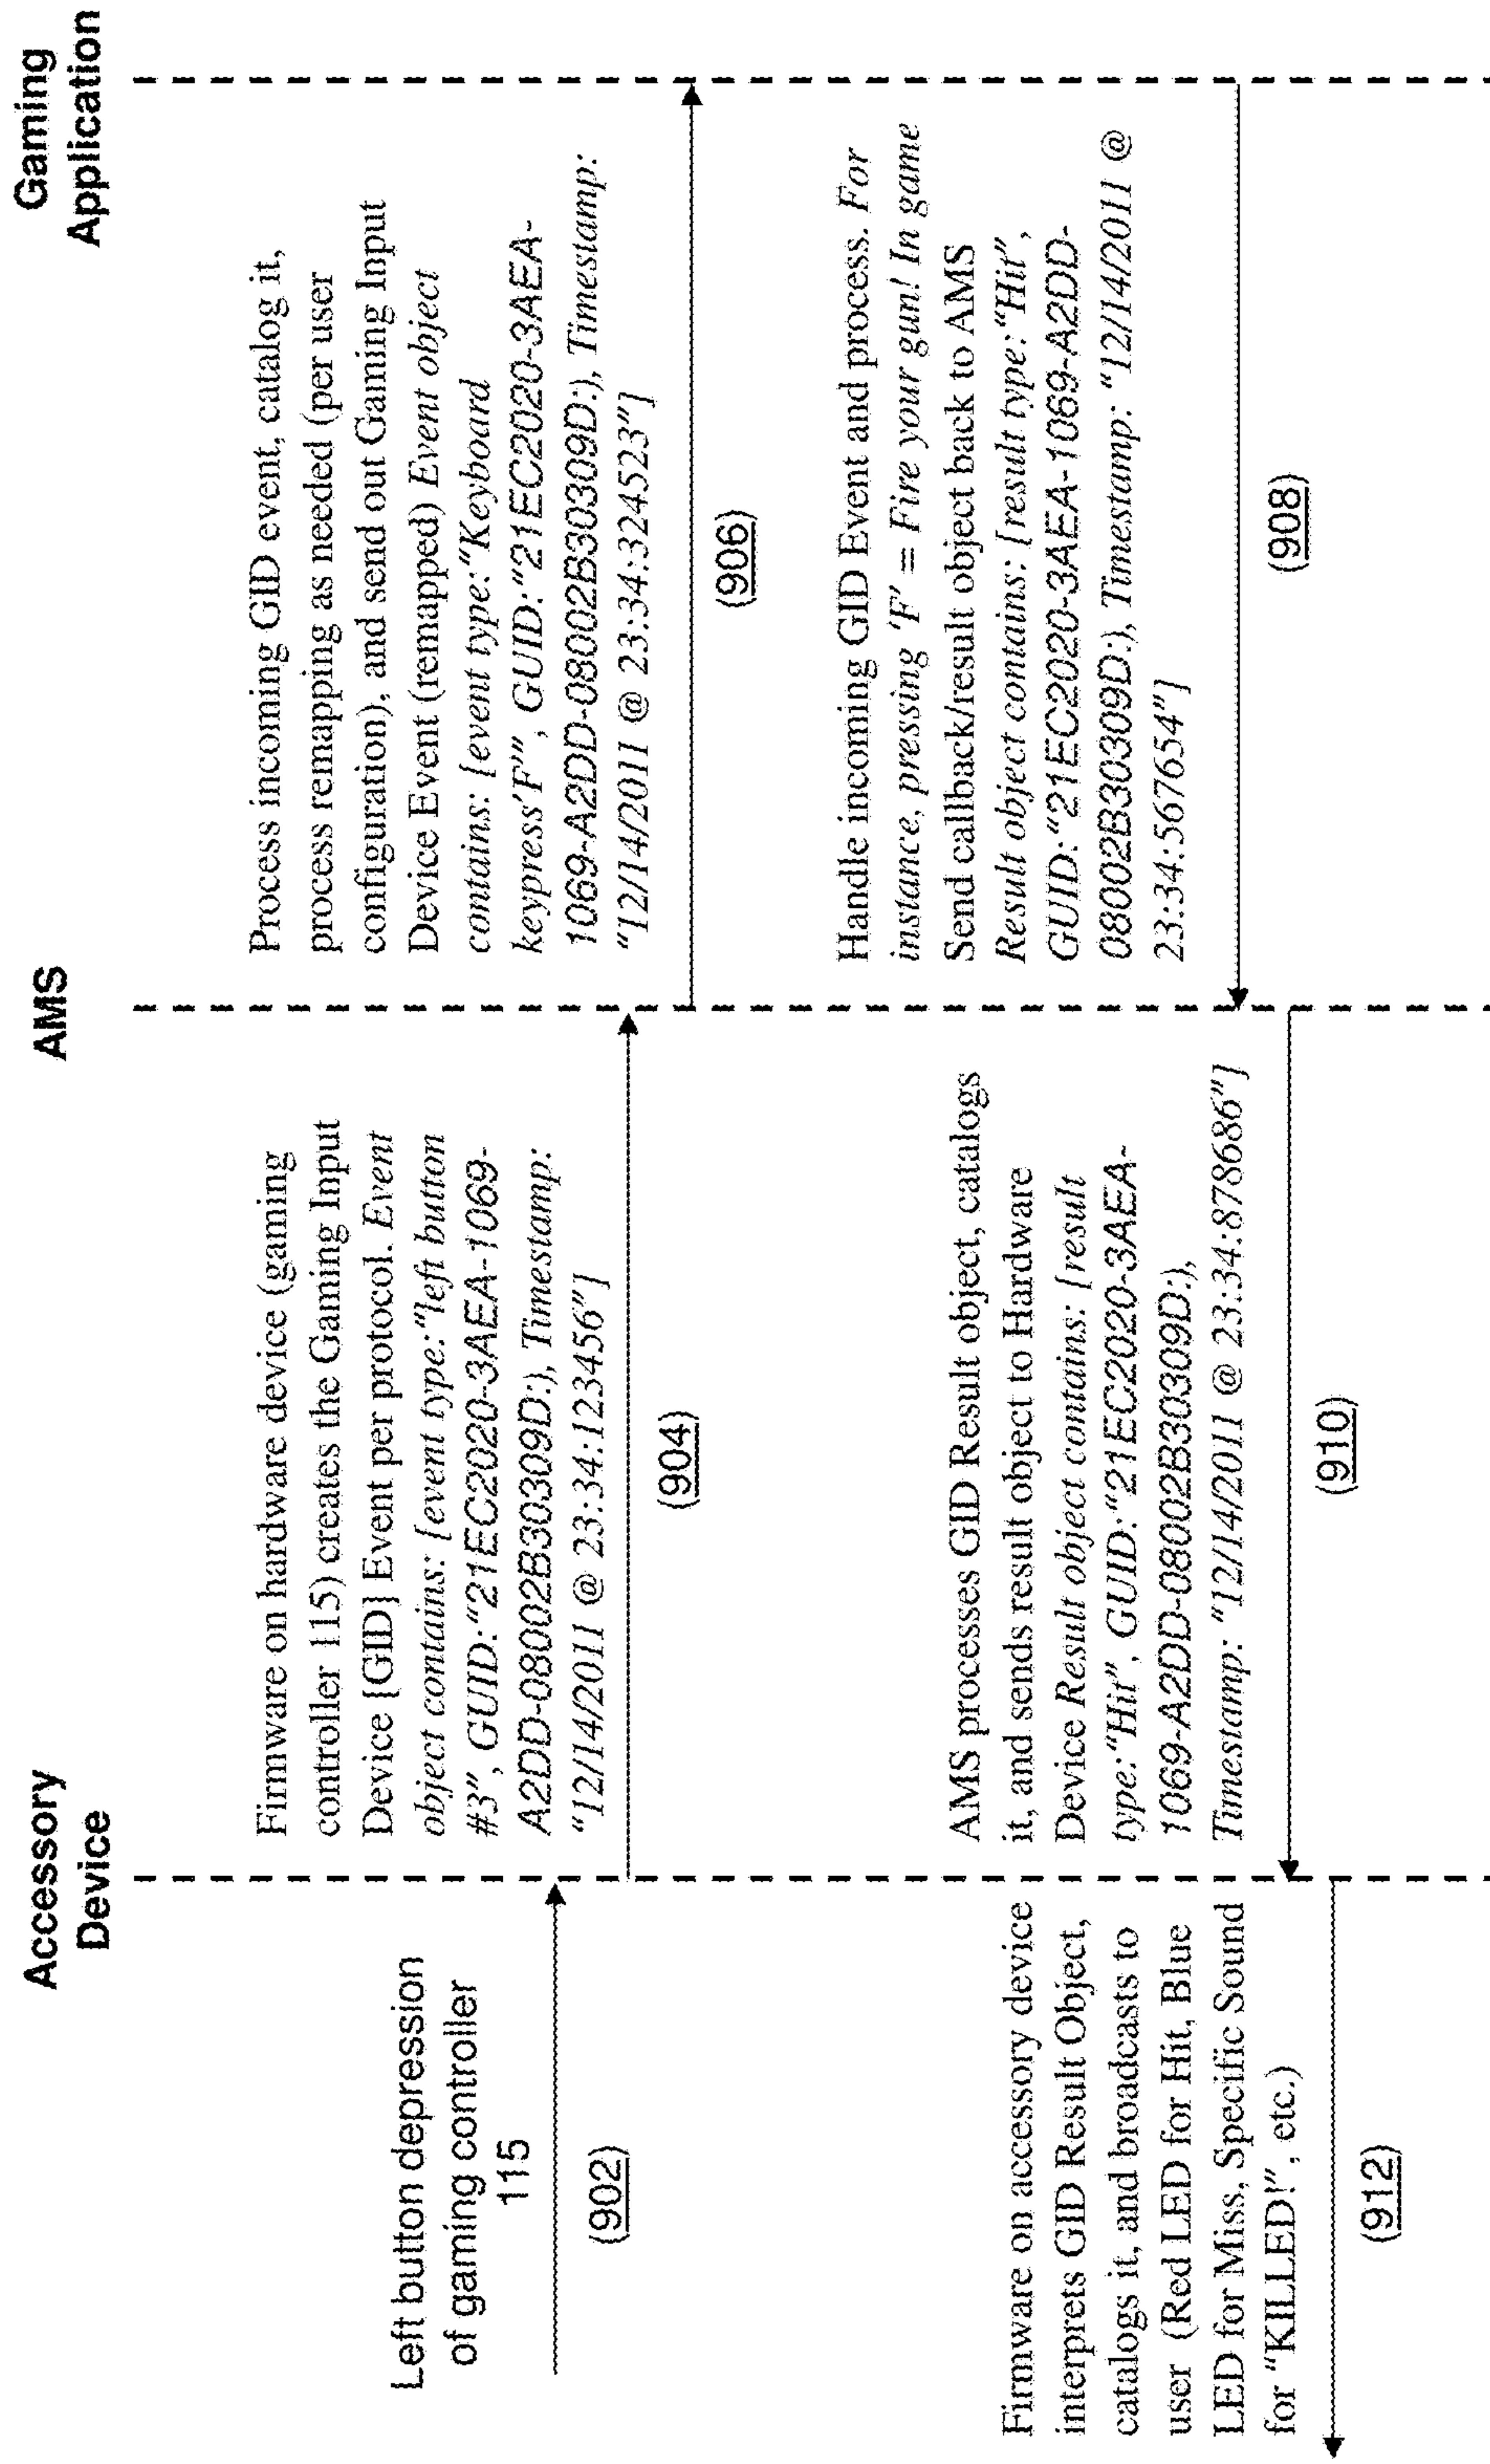 Accessory
Device
AMS
Gaming
Application
Left button depression
of gaming controller
115
(902)
Firmware on hardware device (gaming
controller 115) creates the Gaming Input
Device [GID] Event per protocol. Event
object contains: [event type:"left button
#3", GUID:"21EC2020-3AEA-1069-
A2DD-08002B30309D:), Timestamp:
"12/14/2011 @ 23:34:123456"]
(904)
Process incoming GID event, catalog it,
process remapping as needed (per user
configuration), and send out Gaming Input
Device Event (remapped) Event object
contains: [event type:"Keyboard
keypress'F'", GUID:"21EC2020-3AEA-
1069-A2DD-08002B30309D:), Timestamp:
"12/14/2011 @ 23:34:324523"]
(906)
Handle incoming GID Event and process. For
instance, pressing 'F' = Fire your gun! In game
Send callback/result object back to AMS
Result object contains: [result type:"Hit",
GUID:"21EC2020-3AEA-1069-A2DD-
08002B30309D:), Timestamp: "12/14/2011 @
23:34:567654"]
(908)
AMS processes GID Result object, catalogs
it, and sends result object to Hardware
Device Result object contains: [result
type:"Hit", GUID:"21EC2020-3AEA-
1069-A2DD-08002B30309D:),
Timestamp: "12/14/2011 @ 23:34:878686"]
(910)
Firmware on accessory device
interprets GID Result Object,
catalogs it, and broadcasts to
user (Red LED for Hit, Blue
LED for Miss, Specific Sound
for "KILLED!", etc.)
(912)